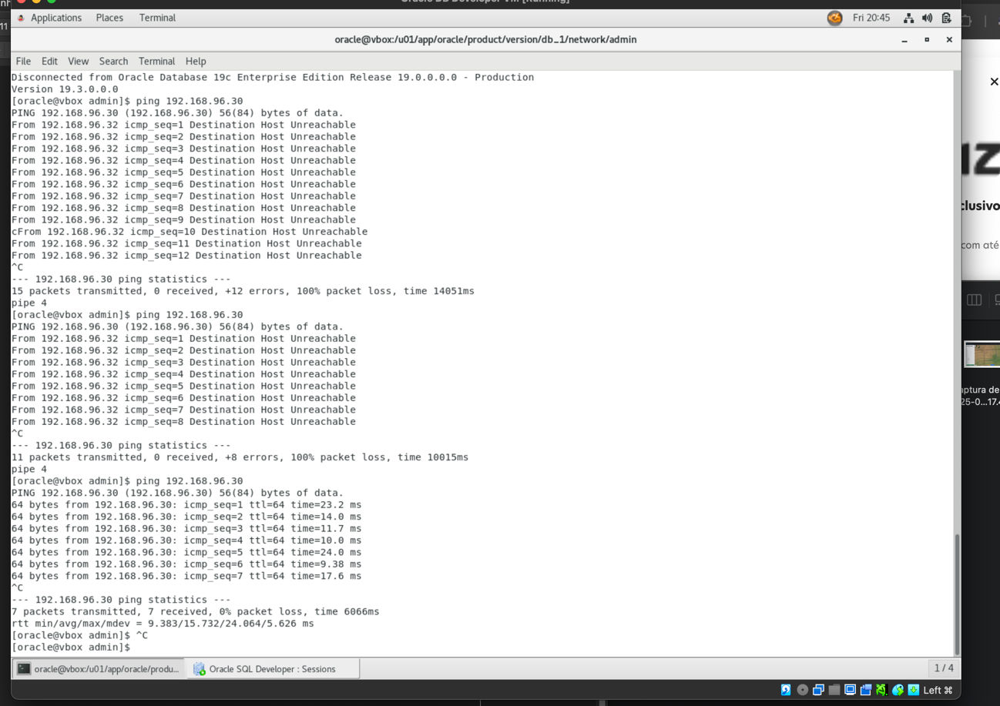 Oracle DB Developer VM [Running]
Applications Places Terminal
Fri 20:45
oracle@vbox:/u01/app/oracle/product/version/db_1/network/admin
File Edit View Search Terminal Help
Disconnected from Oracle Database 19c Enterprise Edition Release 19.0.0.0.0 - Production
Version 19.3.0.0.0
[oracle@vbox admin]$ ping 192.168.96.30
PING 192.168.96.30 (192.168.96.30) 56(84) bytes of data.
From 192.168.96.32 icmp_seq=1 Destination Host Unreachable
From 192.168.96.32 icmp_seq=2 Destination Host Unreachable
From 192.168.96.32 icmp_seq=3 Destination Host Unreachable
From 192.168.96.32 icmp_seq=4 Destination Host Unreachable
From 192.168.96.32 icmp_seq=5 Destination Host Unreachable
From 192.168.96.32 icmp_seq=6 Destination Host Unreachable
From 192.168.96.32 icmp_seq=7 Destination Host Unreachable
From 192.168.96.32 icmp_seq=8 Destination Host Unreachable
From 192.168.96.32 icmp_seq=9 Destination Host Unreachable
cFrom 192.168.96.32 icmp_seq=10 Destination Host Unreachable
From 192.168.96.32 icmp_seq=11 Destination Host Unreachable
From 192.168.96.32 icmp_seq=12 Destination Host Unreachable
^C
--- 192.168.96.30 ping statistics ---
15 packets transmitted, 0 received, +12 errors, 100% packet loss, time 14051ms
pipe 4
[oracle@vbox admin]$ ping 192.168.96.30
PING 192.168.96.30 (192.168.96.30) 56(84) bytes of data.
From 192.168.96.32 icmp_seq=1 Destination Host Unreachable
From 192.168.96.32 icmp_seq=2 Destination Host Unreachable
From 192.168.96.32 icmp_seq=3 Destination Host Unreachable
From 192.168.96.32 icmp_seq=4 Destination Host Unreachable
From 192.168.96.32 icmp_seq=5 Destination Host Unreachable
From 192.168.96.32 icmp_seq=6 Destination Host Unreachable
From 192.168.96.32 icmp_seq=7 Destination Host Unreachable
From 192.168.96.32 icmp_seq=8 Destination Host Unreachable
^C
--- 192.168.96.30 ping statistics ---
11 packets transmitted, 0 received, +8 errors, 100% packet loss, time 10015ms
pipe 4
[oracle@vbox admin]$ ping 192.168.96.30
PING 192.168.96.30 (192.168.96.30) 56(84) bytes of data.
64 bytes from 192.168.96.30: icmp_seq=1 ttl=64 time=23.2 ms
64 bytes from 192.168.96.30: icmp_seq=2 ttl=64 time=14.0 ms
64 bytes from 192.168.96.30: icmp_seq=3 ttl=64 time=11.7 ms
64 bytes from 192.168.96.30: icmp_seq=4 ttl=64 time=10.0 ms
64 bytes from 192.168.96.30: icmp_seq=5 ttl=64 time=24.0 ms
64 bytes from 192.168.96.30: icmp_seq=6 ttl=64 time=9.38 ms
64 bytes from 192.168.96.30: icmp_seq=7 ttl=64 time=17.6 ms
^C
--- 192.168.96.30 ping statistics ---
7 packets transmitted, 7 received, 0% packet loss, time 6066ms
rtt min/avg/max/mdev = 9.383/15.732/24.064/5.626 ms
[oracle@vbox admin]$ ^C
[oracle@vbox admin]$
oracle@vbox:/u01/app/oracle/produ...
Oracle SQL Developer : Sessions
1 / 4
Left ⌘
clusivo
com até
aptura de
25-0...17.4